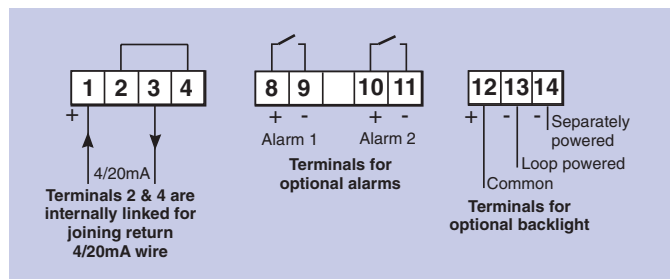 1 2 3 4
+
4/20mA
Terminals 2 & 4 are
internally linked for
joining return
4/20mA wire
8 9 10 11
+ - + -
Alarm 1 Alarm 2
Terminals for
optional alarms
12 13 14
+ - -
Separately
powered
Loop powered
Common
Terminals for
optional backlight